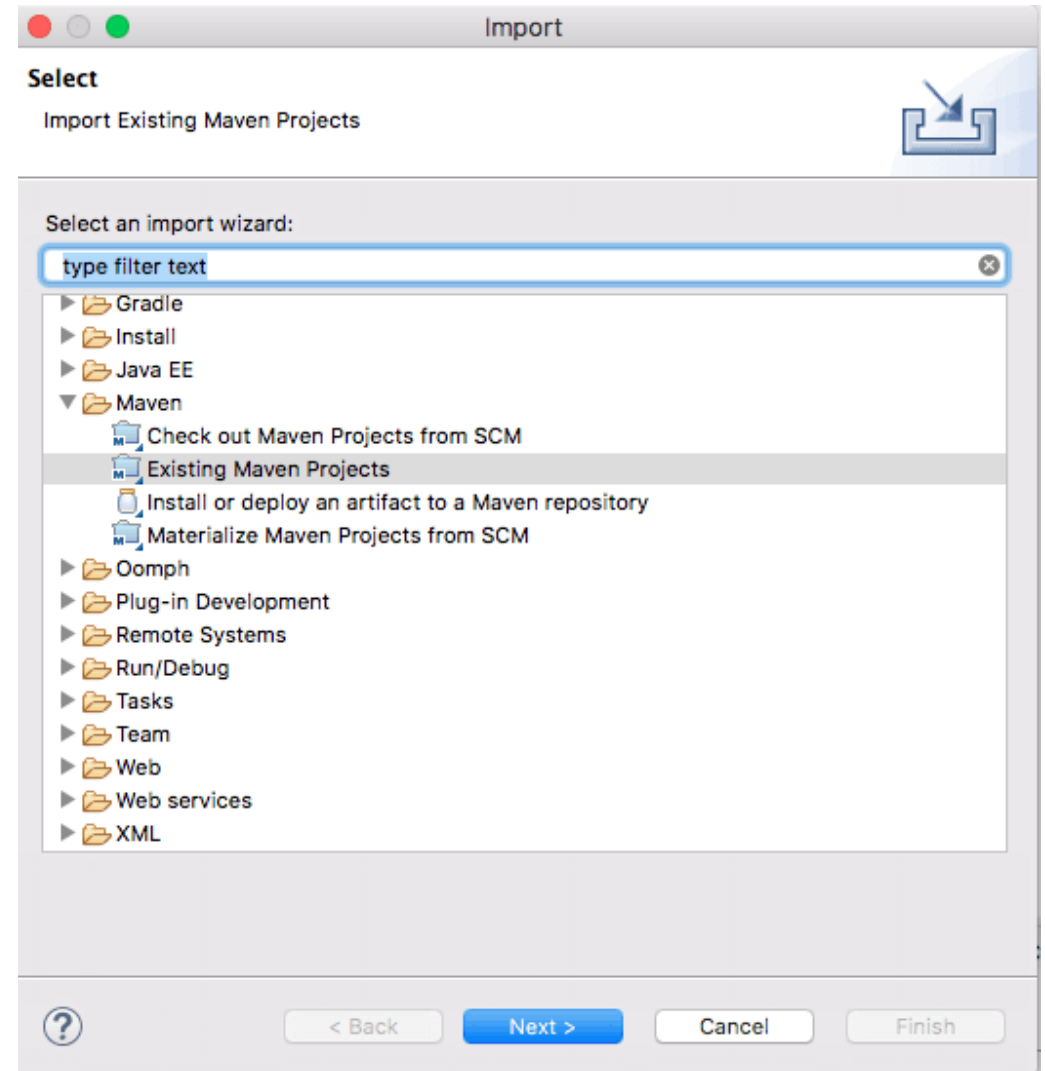 Import
Select
Import Existing Maven Projects
Select an import wizard:
type filter text
Gradle
Install
Java EE
Maven
Check out Maven Projects from SCM
Existing Maven Projects
Install or deploy an artifact to a Maven repository
Materialize Maven Projects from SCM
Oomph
Plug-in Development
Remote Systems
Run/Debug
Tasks
Team
Web
Web services
XML
? < Back Next > Cancel Finish